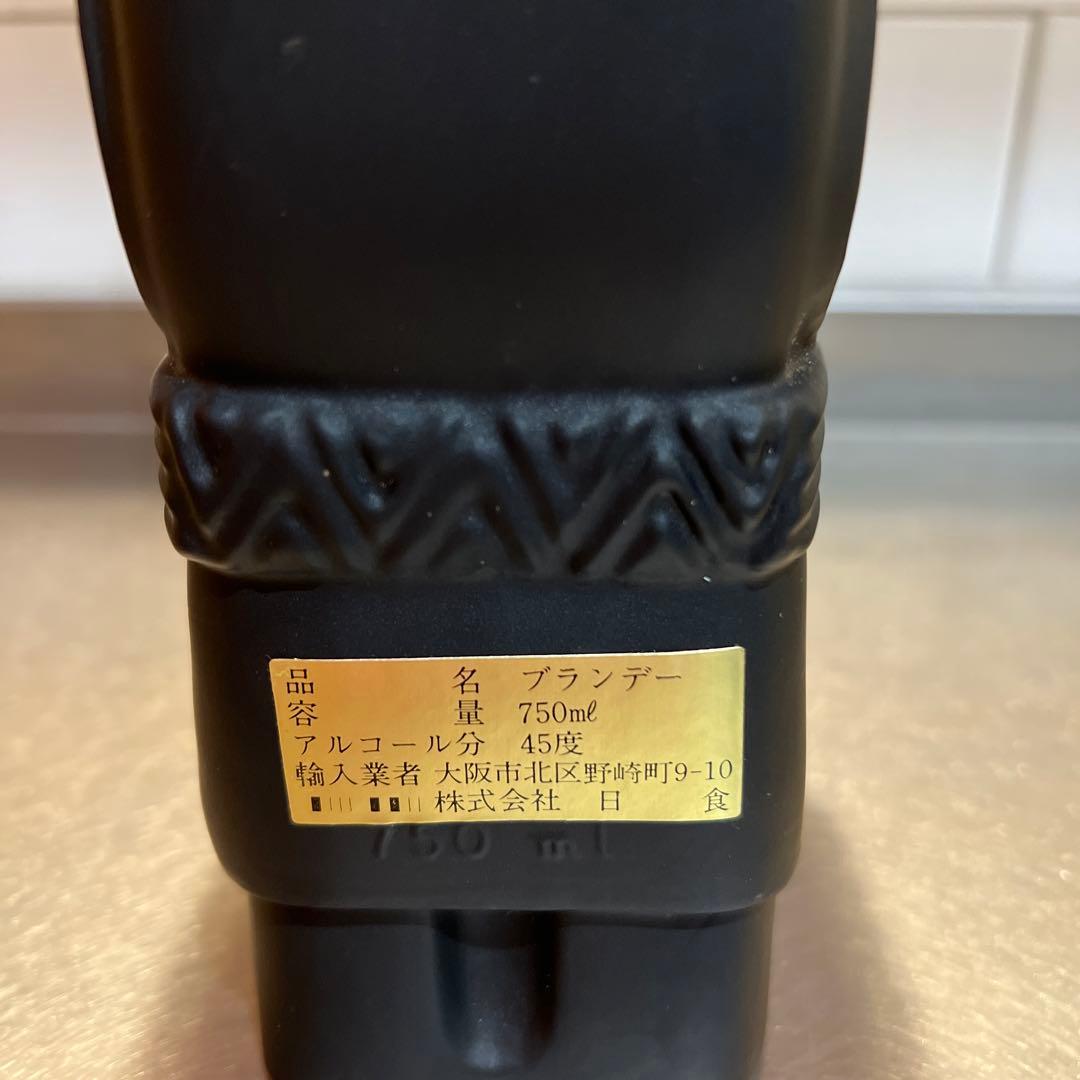 品名 ブランデー
容量 750mℓ
アルコール分 45度
輸入業者 大阪市北区野崎町9-10
株式会社 日食
750 ml